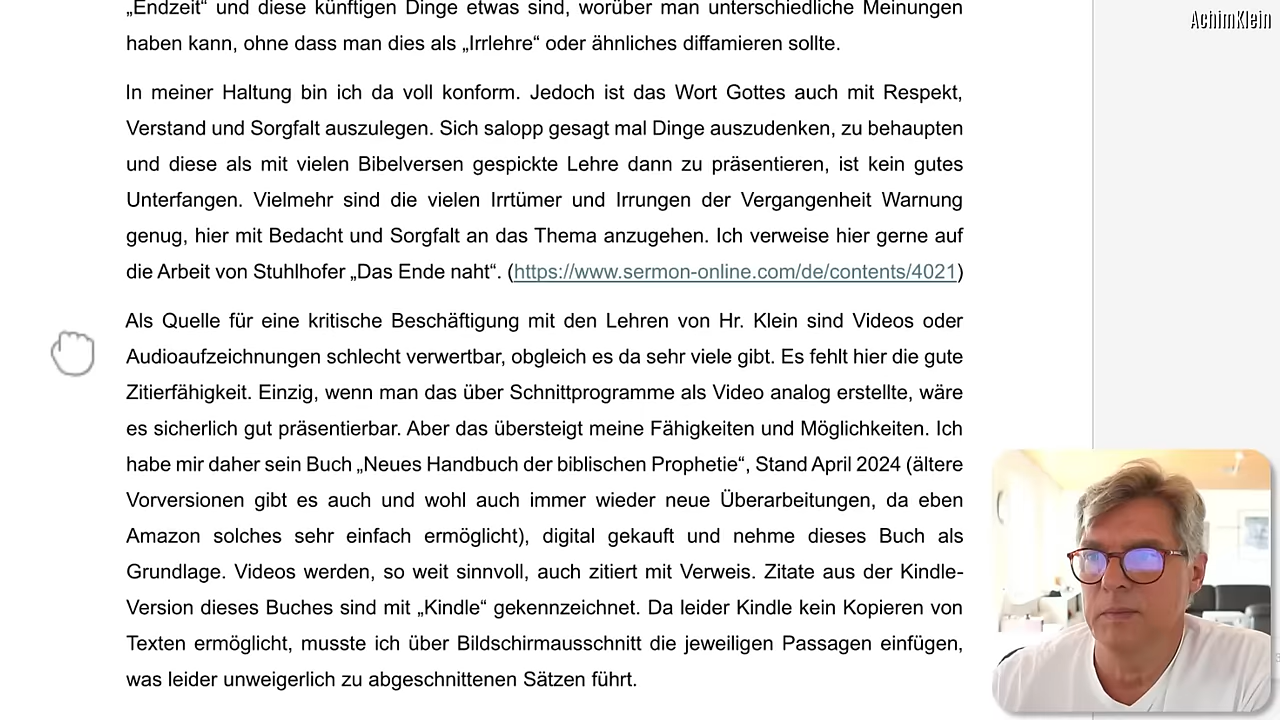 AchimKlein
„Endzeit“ und diese künftigen Dinge etwas sind, worüber man unterschiedliche Meinungen
haben kann, ohne dass man dies als „Irrlehre“ oder ähnliches diffamieren sollte.
In meiner Haltung bin ich da voll konform. Jedoch ist das Wort Gottes auch mit Respekt,
Verstand und Sorgfalt auszulegen. Sich salopp gesagt mal Dinge auszudenken, zu behaupten
und diese als mit vielen Bibelversen gespickte Lehre dann zu präsentieren, ist kein gutes
Unterfangen. Vielmehr sind die vielen Irrtümer und Irrungen der Vergangenheit Warnung
genug, hier mit Bedacht und Sorgfalt an das Thema anzugehen. Ich verweise hier gerne auf
die Arbeit von Stuhlhofer „Das Ende naht“. (https://www.sermon-online.com/de/contents/4021)
Als Quelle für eine kritische Beschäftigung mit den Lehren von Hr. Klein sind Videos oder
Audioaufzeichnungen schlecht verwertbar, obgleich es da sehr viele gibt. Es fehlt hier die gute
Zitierfähigkeit. Einzig, wenn man das über Schnittprogramme als Video analog erstellte, wäre
es sicherlich gut präsentierbar. Aber das übersteigt meine Fähigkeiten und Möglichkeiten. Ich
habe mir daher sein Buch „Neues Handbuch der biblischen Prophetie“, Stand April 2024 (ältere
Vorversionen gibt es auch und wohl auch immer wieder neue Überarbeitungen, da eben
Amazon solches sehr einfach ermöglicht), digital gekauft und nehme dieses Buch als
Grundlage. Videos werden, so weit sinnvoll, auch zitiert mit Verweis. Zitate aus der Kindle-
Version dieses Buches sind mit „Kindle“ gekennzeichnet. Da leider Kindle kein Kopieren von
Texten ermöglicht, musste ich über Bildschirmausschnitt die jeweiligen Passagen einfügen,
was leider unweigerlich zu abgeschnittenen Sätzen führt.